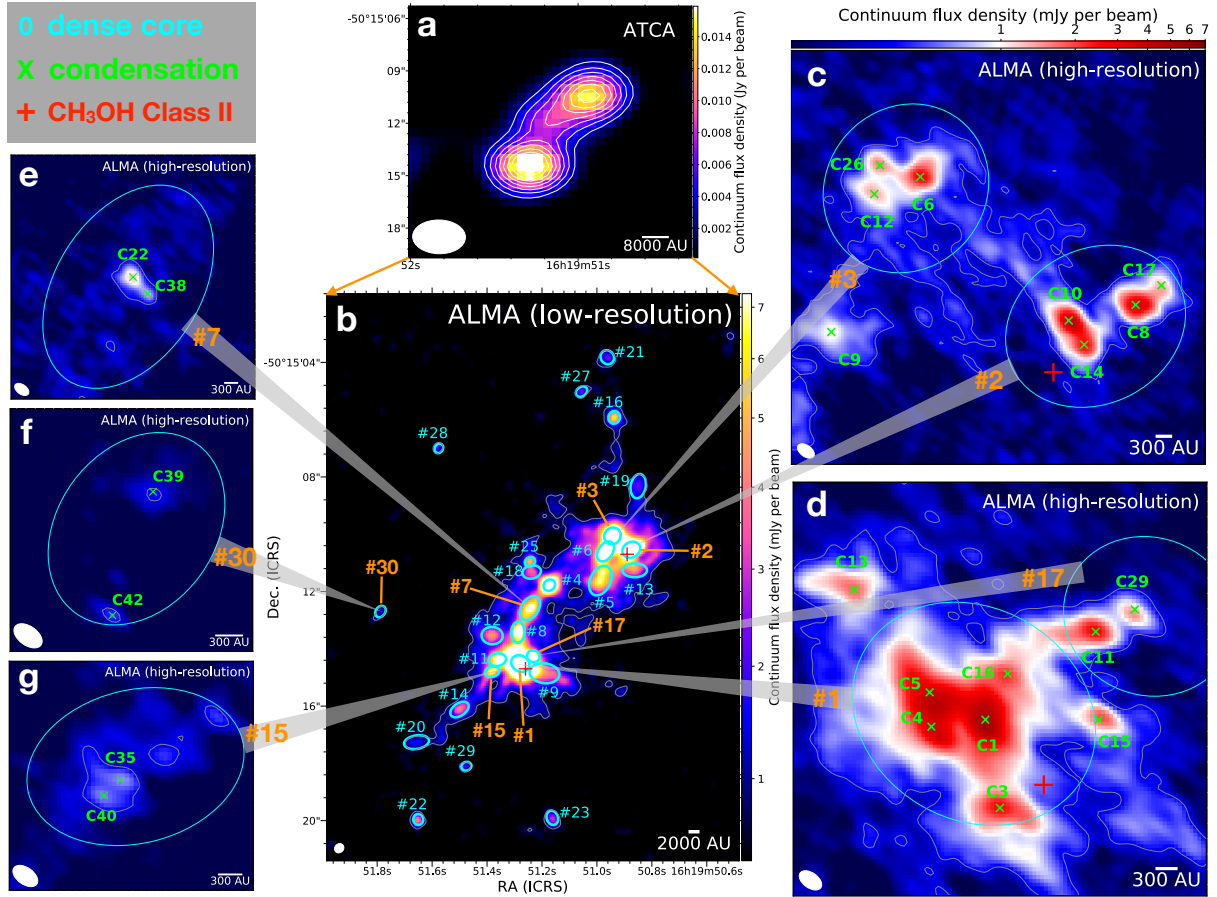 0 dense core
x condensation
+ CH₃OH Class II
a
ATCA
-50°15'06"
09"
12"
15"
18"
52s
16h19m51s
8000 AU
0.014
0.012
0.010
0.008
0.006
0.004
0.002
Continuum flux density (Jy per beam)
Continuum flux density (mJy per beam)
1
2
3
4
5
6
7
c
ALMA (high-resolution)
C26
C6
C12
C9
C10
C17
C8
C14
#3
#2
300 AU
e
ALMA (high-resolution)
C22
C38
#7
300 AU
f
ALMA (high-resolution)
C39
C42
#30
300 AU
g
ALMA (high-resolution)
C35
C40
#15
300 AU
b
ALMA (low-resolution)
-50°15'04"
08"
12"
16"
20"
Dec. (ICRS)
#21
#27
#16
#28
#19
#3
#6
#2
#25
#18
#4
#5
#13
#30
#7
#12
#8
#17
#11
#9
#14
#15
#1
#20
#29
#22
#23
2000 AU
51.8s
51.6s
51.4s
51.2s
51.0s
50.8s
16h19m50.6s
RA (ICRS)
7
6
5
4
3
2
1
Continuum flux density (mJy per beam)
d
ALMA (high-resolution)
#17
C13
C29
C11
C16
C5
C4
C1
C15
C3
#1
300 AU